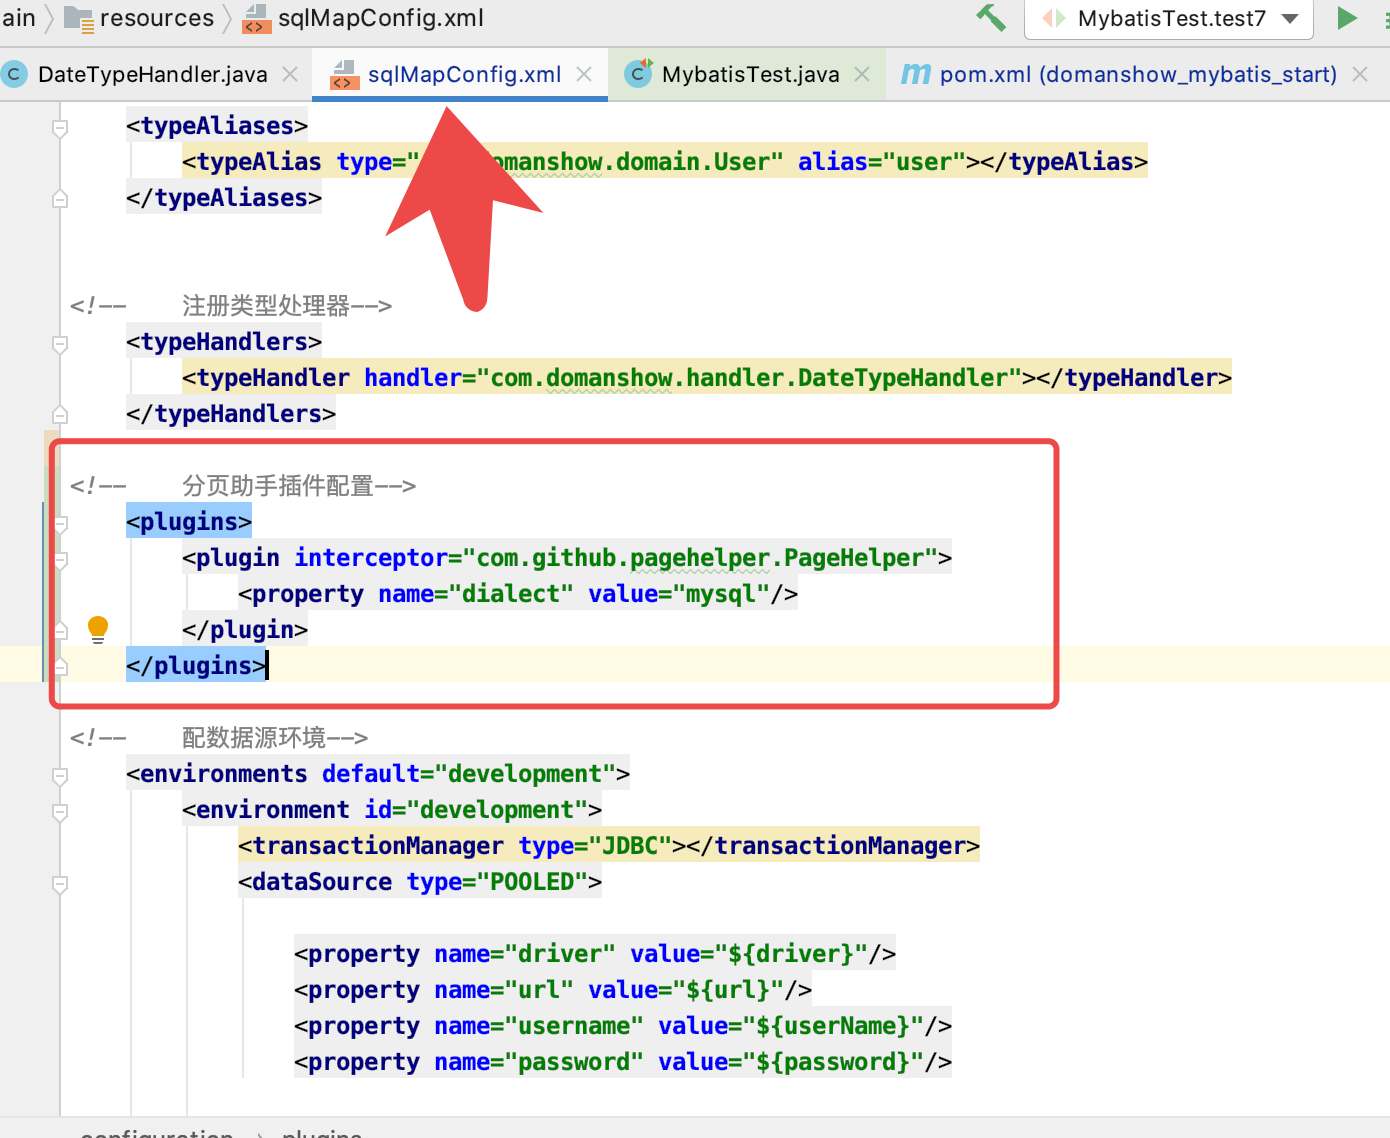 ain resources sqlMapConfig.xml MybatisTest.test7
DateTypeHandler.java sqlMapConfig.xml MybatisTest.java pom.xml (domanshow_mybatis_start)
<typeAliases>
<typeAlias type=" omanshow.domain.User" alias="user"></typeAlias>
</typeAliases>
<!-- 注册类型处理器-->
<typeHandlers>
<typeHandler handler="com.domanshow.handler.DateTypeHandler"></typeHandler>
</typeHandlers>
<!-- 分页助手插件配置-->
<plugins>
<plugin interceptor="com.github.pagehelper.PageHelper">
<property name="dialect" value="mysql"/>
</plugin>
</plugins>
<!-- 配数据源环境-->
<environments default="development">
<environment id="development">
<transactionManager type="JDBC"></transactionManager>
<dataSource type="POOLED">
<property name="driver" value="${driver}"/>
<property name="url" value="${url}"/>
<property name="username" value="${userName}"/>
<property name="password" value="${password}"/>
configuration plugins